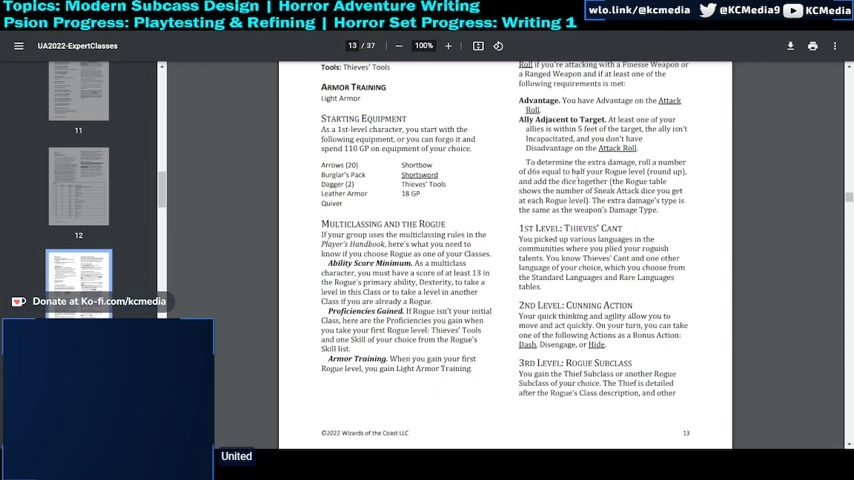 Topics: Modern Subcass Design | Horror Adventure Writing
Psion Progress: Playtesting & Refining | Horror Set Progress: Writing 1
wlo.link/@kcmedia
@KCMedia9
KCMedia
UA2022-ExpertClasses
13 / 37
100%
11
12
Donate at Ko-fi.com/kcmedia
United
Tools: Thieves' Tools
ARMOR TRAINING
Light Armor
STARTING EQUIPMENT
As a 1st-level character, you start with the
following equipment, or you can forgo it and
spend 110 GP on equipment of your choice.
Arrows (20) Shortbow
Burglar's Pack Shortsword
Dagger (2) Thieves' Tools
Leather Armor 18 GP
Quiver
MULTICLASSING AND THE ROGUE
If your group uses the multiclassing rules in the
Player's Handbook, here's what you need to
know if you choose Rogue as one of your Classes.
Ability Score Minimum. As a multiclass
character, you must have a score of at least 13 in
the Rogue's primary ability, Dexterity, to take a
level in this Class or to take a level in another
Class if you are already a Rogue.
Proficiencies Gained. If Rogue isn't your initial
Class, here are the Proficiencies you gain when
you take your first Rogue level: Thieves' Tools
and one Skill of your choice from the Rogue's
Skill list.
Armor Training. When you gain your first
Rogue level, you gain Light Armor Training.
Roll if you're attacking with a Finesse Weapon or
a Ranged Weapon and if at least one of the
following requirements is met:
Advantage. You have Advantage on the Attack
Roll.
Ally Adjacent to Target. At least one of your
allies is within 5 feet of the target, the ally isn't
Incapacitated, and you don't have
Disadvantage on the Attack Roll.
To determine the extra damage, roll a number
of d6s equal to half your Rogue level (round up),
and add the dice together (the Rogue table
shows the number of Sneak Attack dice you get
at each Rogue level). The extra damage's type is
the same as the weapon's Damage Type.
1ST LEVEL: THIEVES' CANT
You picked up various languages in the
communities where you plied your roguish
talents. You know Thieves' Cant and one other
language of your choice, which you choose from
the Standard Languages and Rare Languages
tables.
2ND LEVEL: CUNNING ACTION
Your quick thinking and agility allow you to
move and act quickly. On your turn, you can take
one of the following Actions as a Bonus Action:
Dash, Disengage, or Hide.
3RD LEVEL: ROGUE SUBCLASS
You gain the Thief Subclass or another Rogue
Subclass of your choice. The Thief is detailed
after the Rogue's Class description, and other
©2022 Wizards of the Coast LLC
13